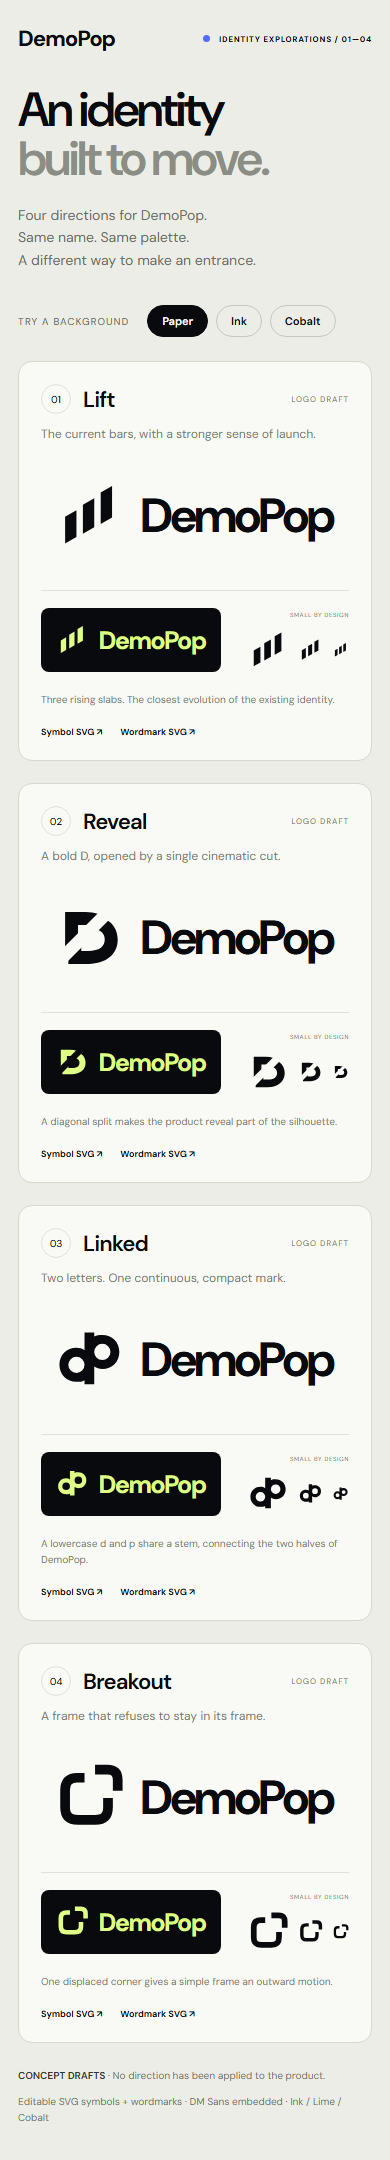 DemoPop
IDENTITY EXPLORATIONS / 01—04
An identity
built to move.
Four directions for DemoPop.
Same name. Same palette.
A different way to make an entrance.
TRY A BACKGROUND
Paper
Ink
Cobalt
01
Lift
LOGO DRAFT
The current bars, with a stronger sense of launch.
DemoPop
DemoPop
SMALL BY DESIGN
Three rising slabs. The closest evolution of the existing identity.
Symbol SVG ↗
Wordmark SVG ↗
02
Reveal
LOGO DRAFT
A bold D, opened by a single cinematic cut.
DemoPop
DemoPop
SMALL BY DESIGN
A diagonal split makes the product reveal part of the silhouette.
Symbol SVG ↗
Wordmark SVG ↗
03
Linked
LOGO DRAFT
Two letters. One continuous, compact mark.
dp DemoPop
dp DemoPop
SMALL BY DESIGN
dp dp dp
A lowercase d and p share a stem, connecting the two halves of
DemoPop.
Symbol SVG ↗
Wordmark SVG ↗
04
Breakout
LOGO DRAFT
A frame that refuses to stay in its frame.
DemoPop
DemoPop
SMALL BY DESIGN
One displaced corner gives a simple frame an outward motion.
Symbol SVG ↗
Wordmark SVG ↗
CONCEPT DRAFTS · No direction has been applied to the product.
Editable SVG symbols + wordmarks · DM Sans embedded · Ink / Lime /
Cobalt